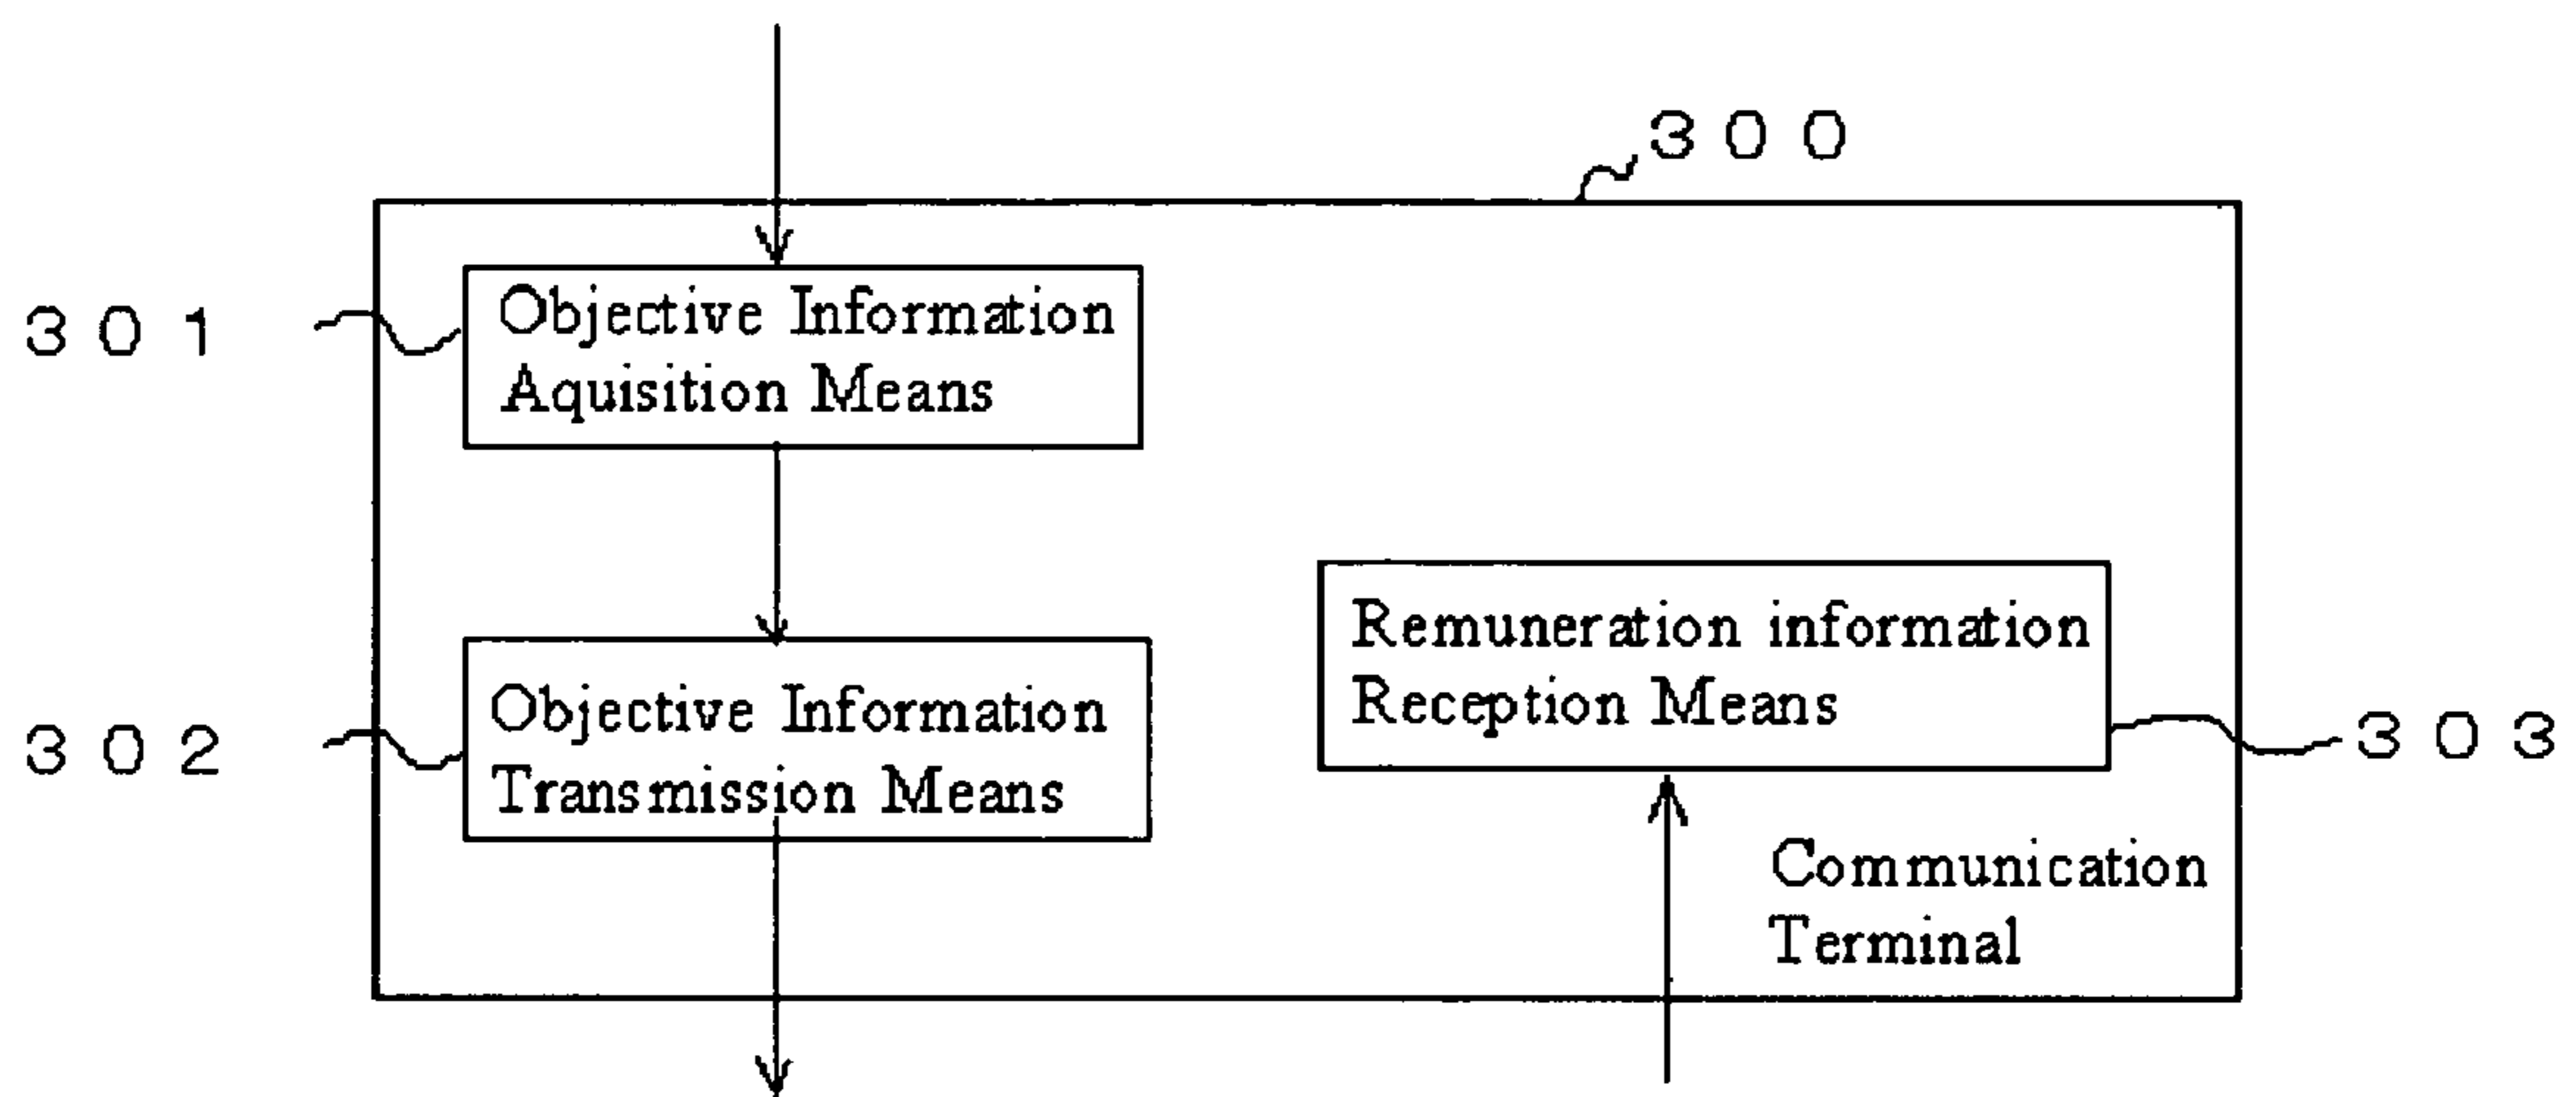 ３００
３０１
Objective Information
Aquisition Means
３０２
Objective Information
Transmission Means
Remuneration information
Reception Means
３０３
Communication
Terminal